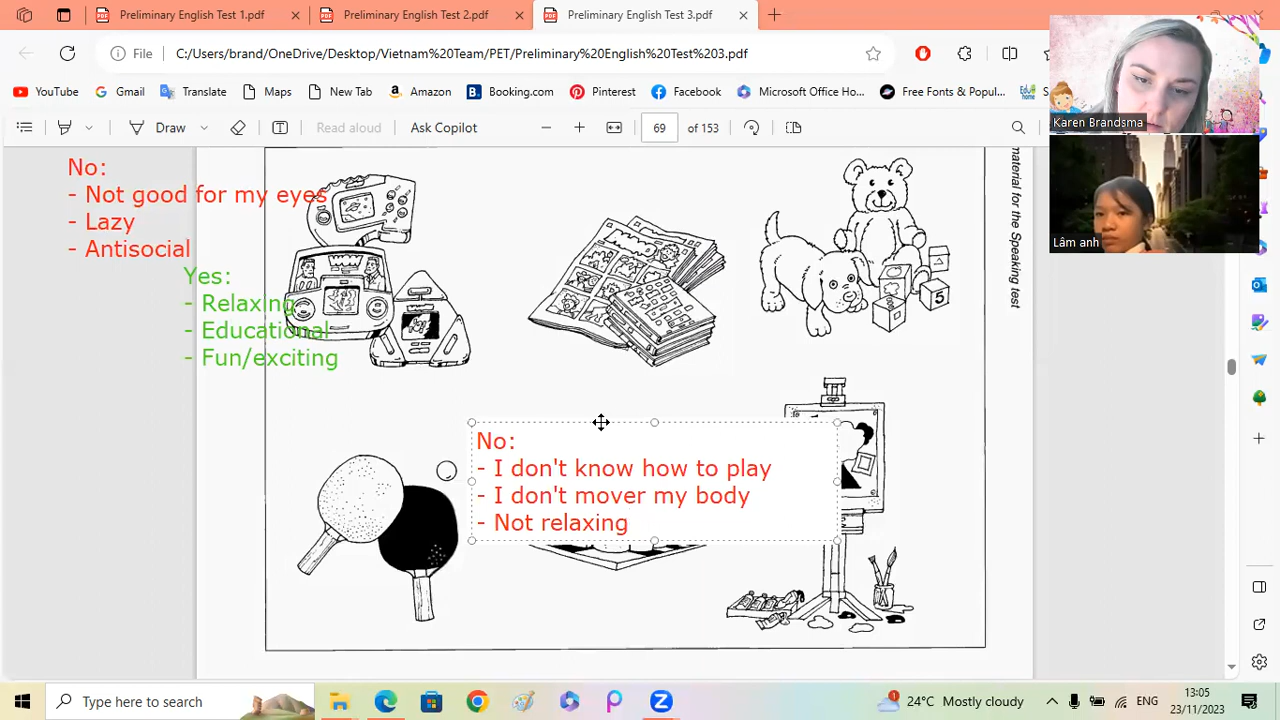 Preliminary English Test 1.pdf
Preliminary English Test 2.pdf
Preliminary English Test 3.pdf
File
C:/Users/brand/OneDrive/Desktop/Vietnam%20Team/PET/Preliminary%20English%20Test%203.pdf
YouTube
Gmail
Translate
Maps
New Tab
Amazon
Booking.com
Pinterest
Facebook
Microsoft Office Ho...
Free Fonts & Popul...
Draw
Read aloud
Ask Copilot
69 of 153
Karen Brandsma
Lâm anh
material for the Speaking test
No:
- Not good for my eyes
- Lazy
- Antisocial
Yes:
- Relaxing
- Educational
- Fun/exciting
WOW
5
No:
- I don't know how to play
- I don't mover my body
- Not relaxing
Type here to search
1
24°C Mostly cloudy
ENG
13:05
23/11/2023